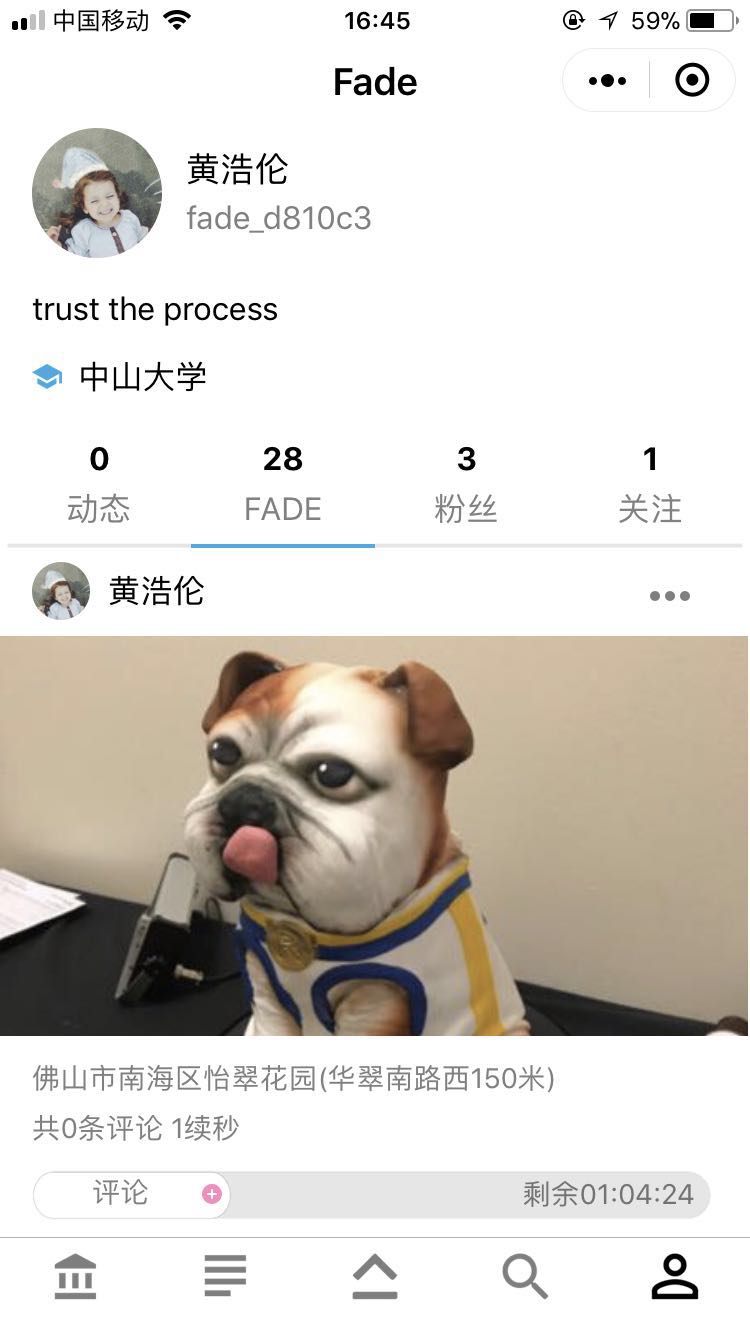 中国移动 16:45 59%
Fade
黄浩伦
fade_d810c3
trust the process
中山大学
0 28 3 1
动态 FADE 粉丝 关注
黄浩伦
佛山市南海区怡翠花园(华翠南路西150米)
共0条评论 1续秒
评论 剩余01:04:24